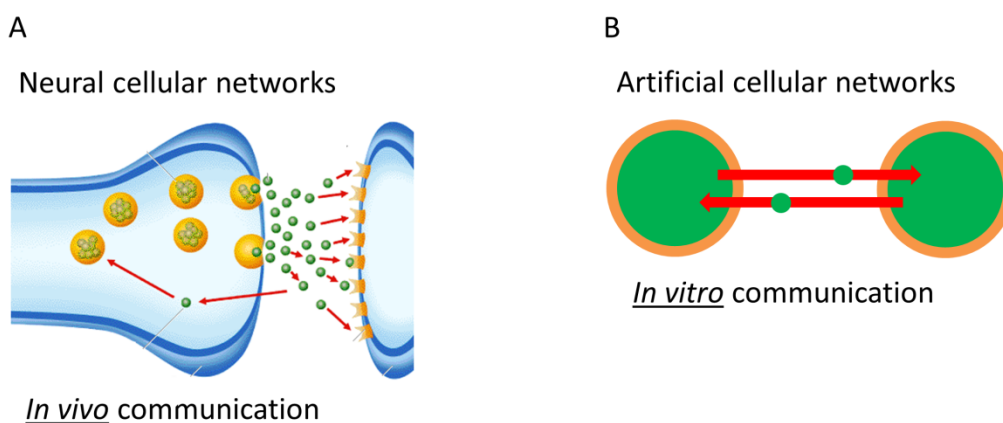 A
Neural cellular networks
In vivo communication
B
Artificial cellular networks
In vitro communication